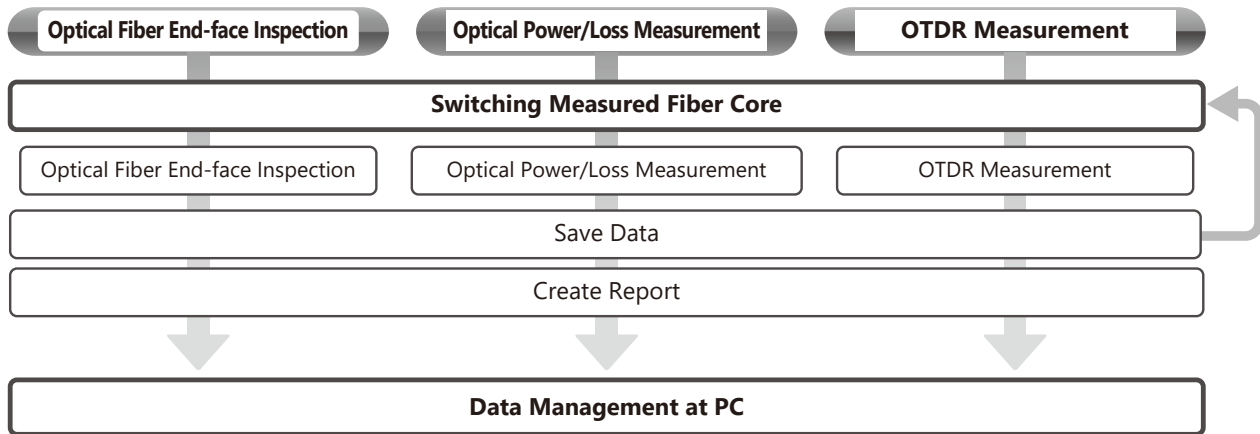 Optical Fiber End-face Inspection
Optical Power/Loss Measurement
OTDR Measurement
Switching Measured Fiber Core
Optical Fiber End-face Inspection
Optical Power/Loss Measurement
OTDR Measurement
Save Data
Create Report
Data Management at PC